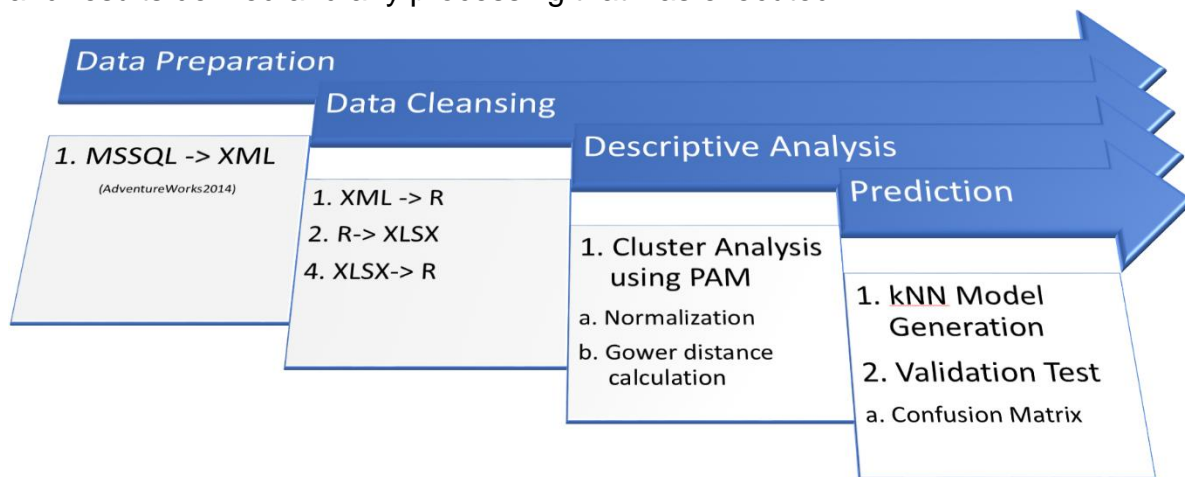 Data Preparation
1. MSSQL -> XML
(AdventureWorks2014)
Data Cleansing
1. XML -> R
2. R-> XLSX
4. XLSX-> R
Descriptive Analysis
1. Cluster Analysis
using PAM
a. Normalization
b. Gower distance
calculation
Prediction
1. kNN Model
Generation
2. Validation Test
a. Confusion Matrix